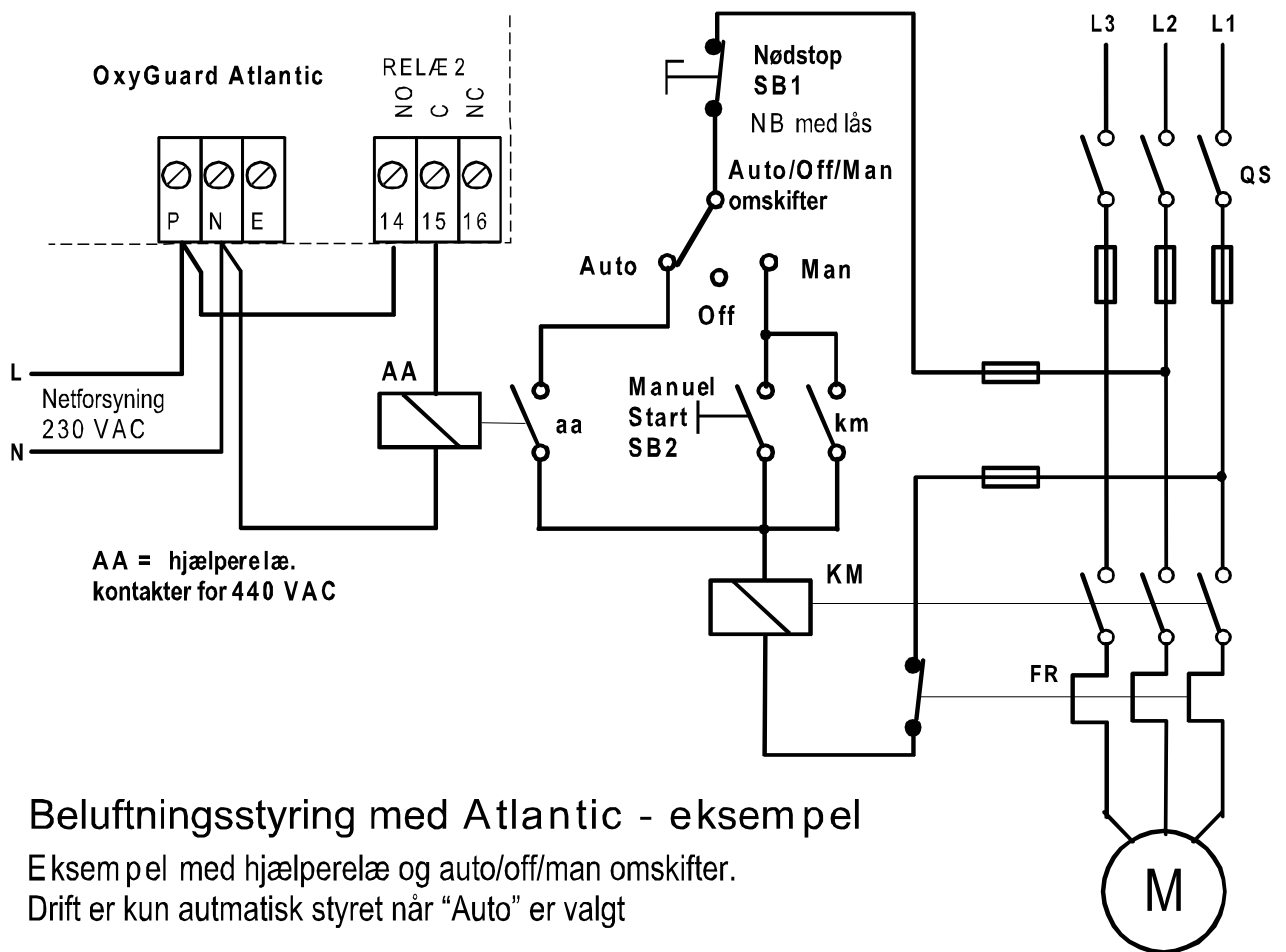 L3 L2 L1
OxyGuard Atlantic
RELÆ 2
NO C NC
Nødstop
SB1
NB med lås
P N E
14 15 16
QS
Auto/Off/Man
omskifter
Auto
Man
Off
L
Netforsyning
230 VAC
N
AA
aa
Manuel
Start
SB2
km
AA = hjælperelæ.
kontakter for 440 VAC
KM
FR
Beluftningsstyring med Atlantic - eksempel
Eksempel med hjælperelæ og auto/off/man omskifter.
Drift er kun autmatisk styret når “Auto” er valgt
M